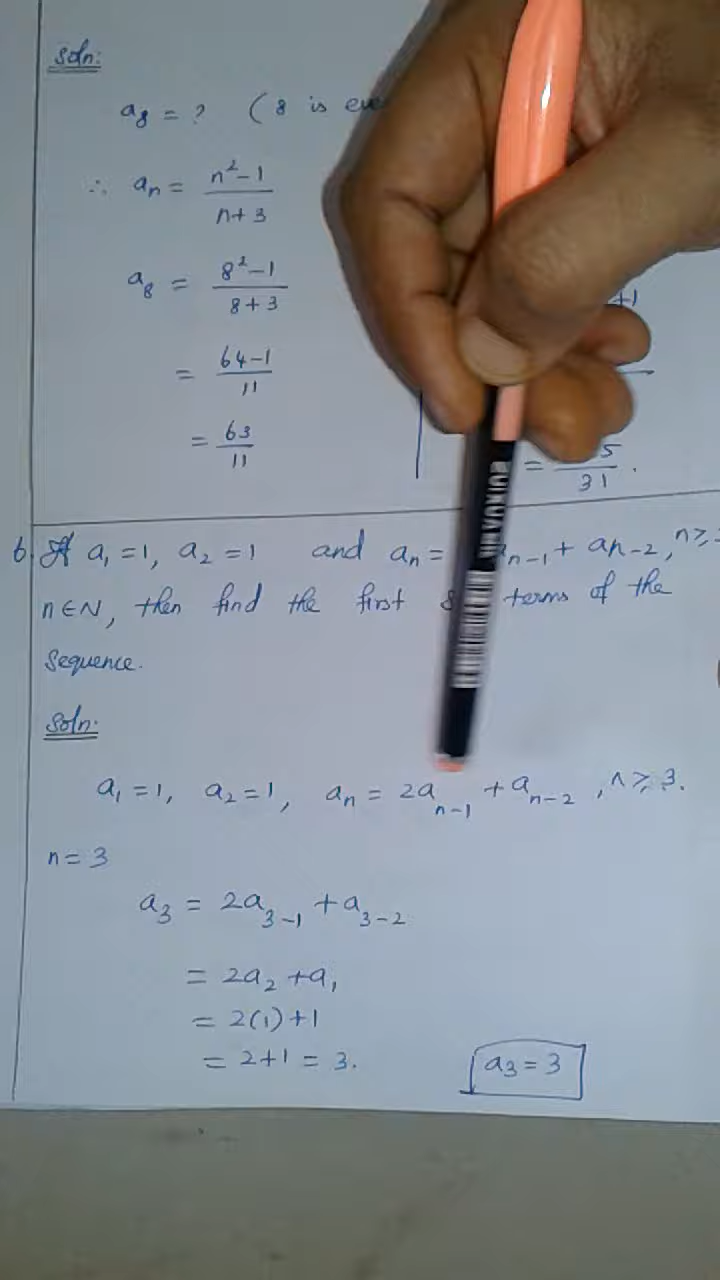 Soln:
a₈ = ? (8 is
∴ aₙ = (n² - 1)/(n + 3)
a₈ = (8² - 1)/(8 + 3)
+1
= (64 - 1)/11
= 63/11
= 5/31.
6. If a₁ = 1, a₂ = 1 and aₙ = n-1 + an-2, n ≥
n ∈ N, then find the first terms of the
sequence.
Soln.
a₁ = 1, a₂ = 1, aₙ = 2aₙ₋₁ + aₙ₋₂, n ≥ 3.
n = 3
a₃ = 2a₃₋₁ + a₃₋₂
= 2a₂ + a₁
= 2(1) + 1
= 2 + 1 = 3.
a₃ = 3